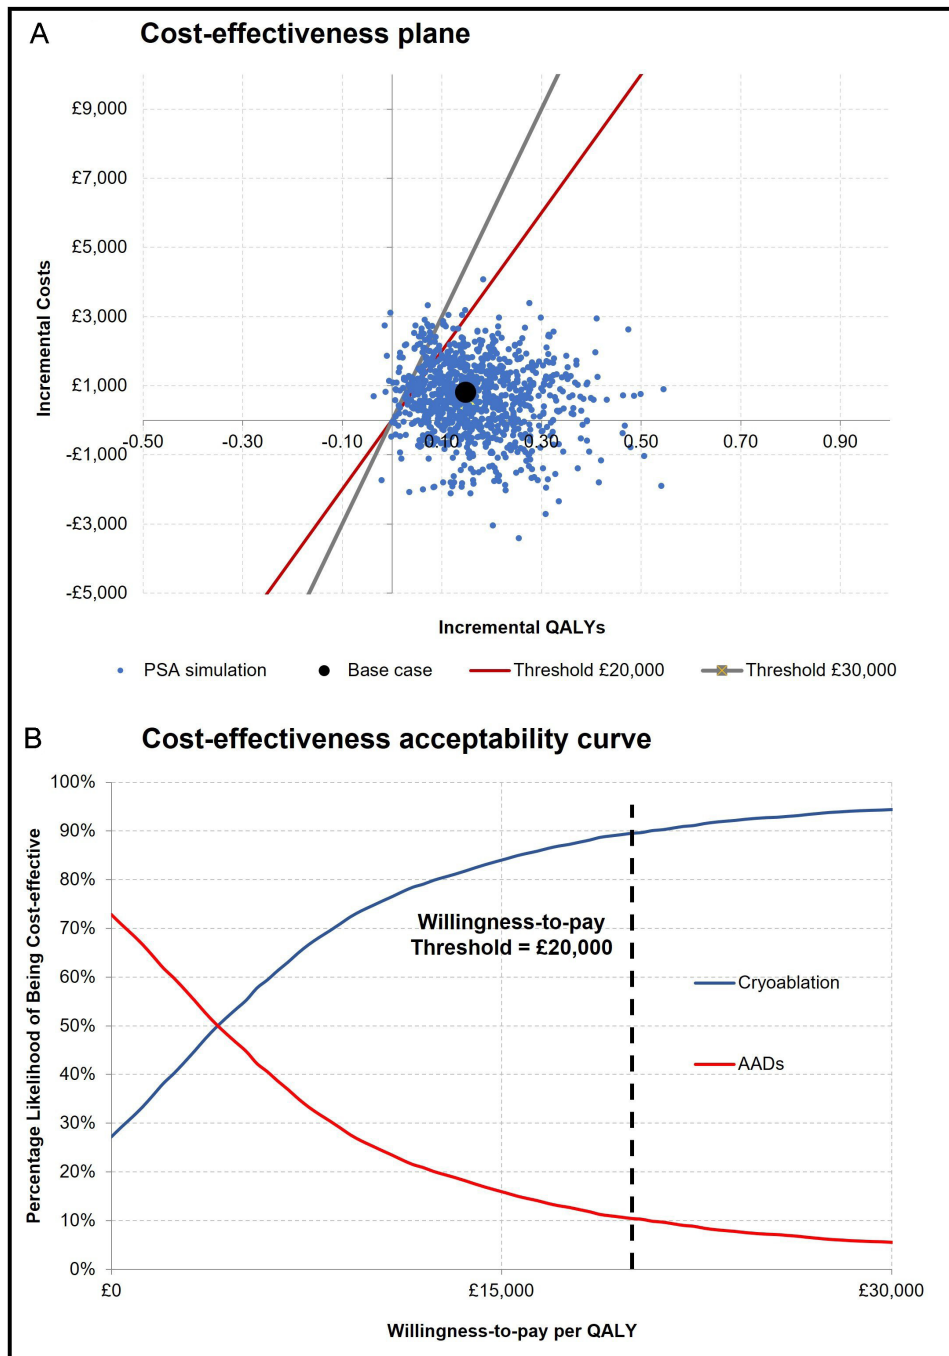 A
Cost-effectiveness plane
Incremental Costs
£9,000
£7,000
£5,000
£3,000
£1,000
-£1,000
-£3,000
-£5,000
-0.50 -0.30 -0.10 0.10 0.30 0.50 0.70 0.90
Incremental QALYs
PSA simulation Base case Threshold £20,000 Threshold £30,000
B
Cost-effectiveness acceptability curve
Percentage Likelihood of Being Cost-effective
100%
90%
80%
70%
60%
50%
40%
30%
20%
10%
0%
Willingness-to-pay
Threshold = £20,000
Cryoablation
AADs
£0 £15,000 £30,000
Willingness-to-pay per QALY